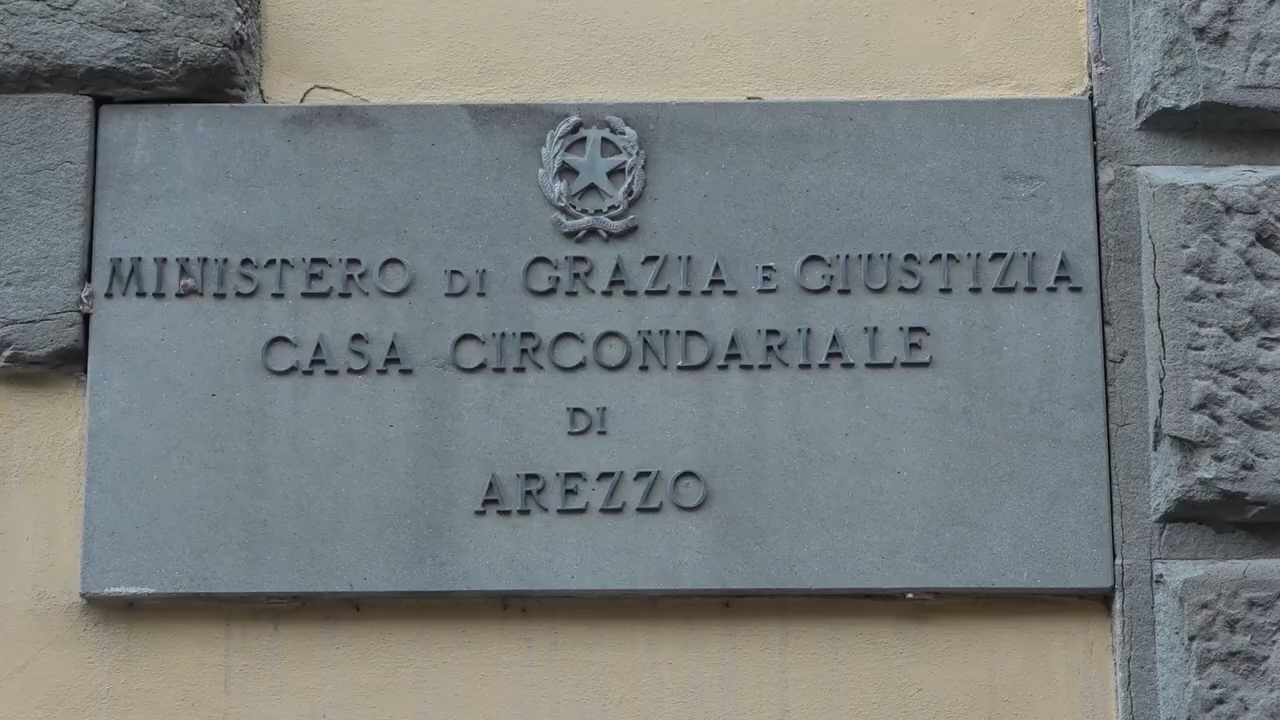 MINISTERO DI GRAZIA E GIUSTIZIA
CASA CIRCONDARIALE
DI
AREZZO